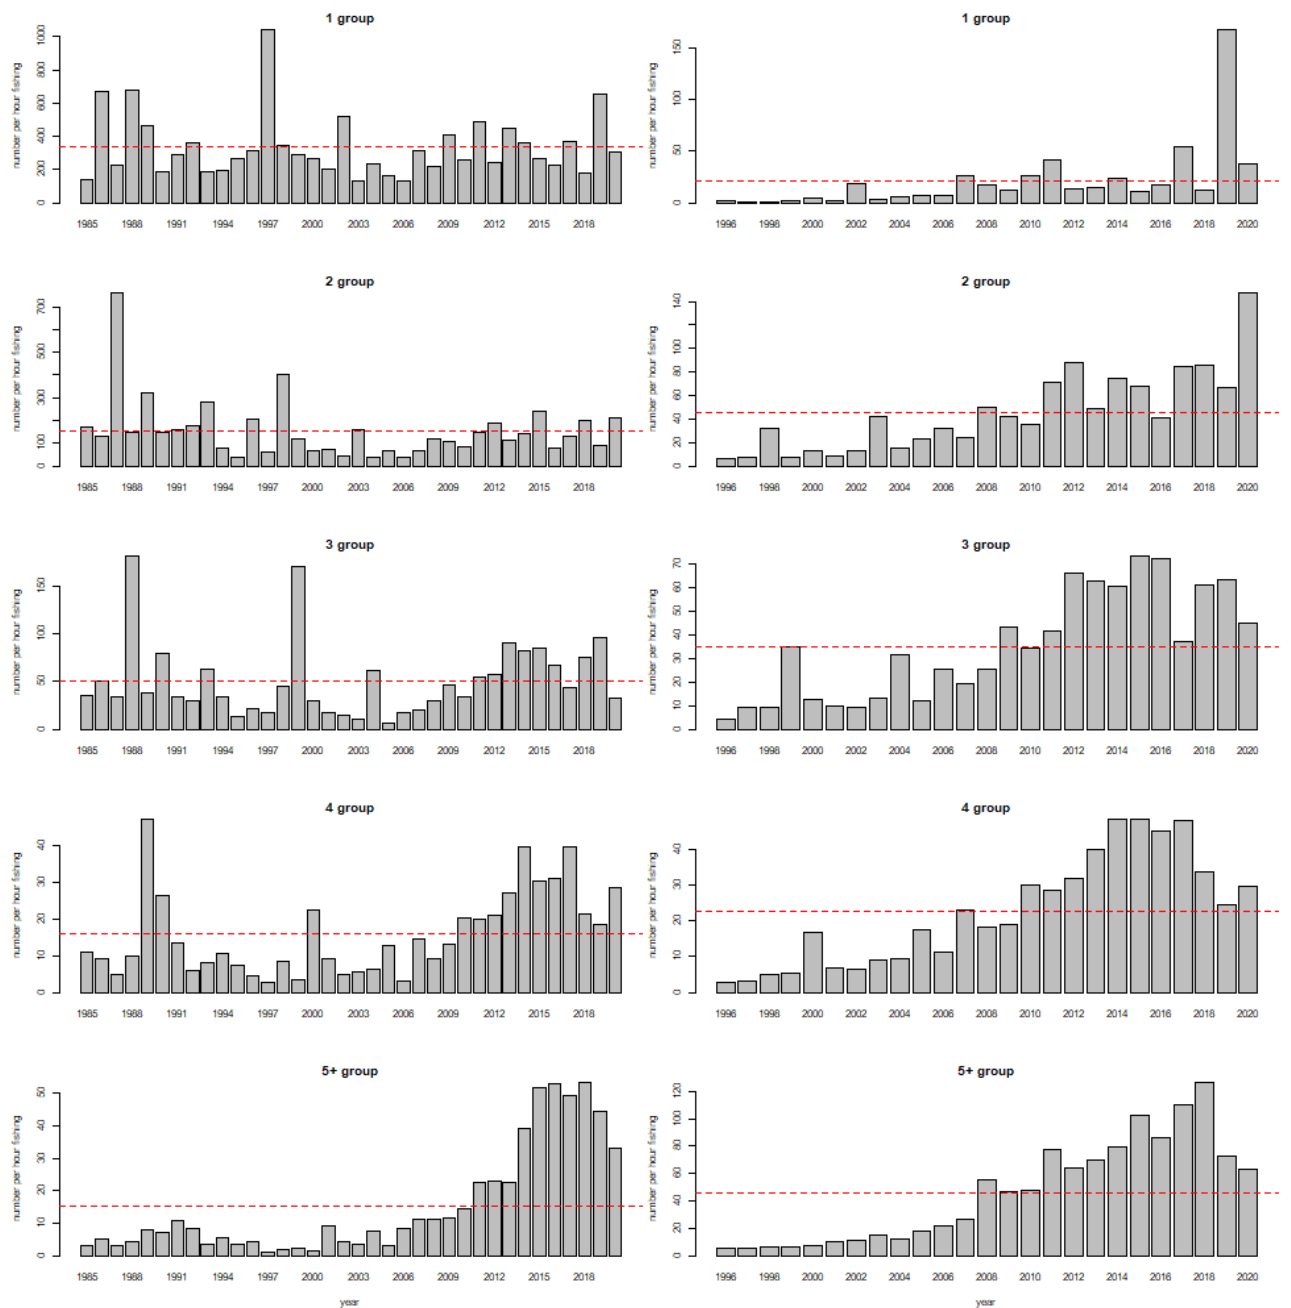 1 group
number per hour fishing
0 200 400 600 800 1000
1985 1988 1991 1994 1997 2000 2003 2006 2009 2012 2015 2018
1 group
number per hour fishing
0 50 100 150
1996 1998 2000 2002 2004 2006 2008 2010 2012 2014 2016 2018 2020
2 group
number per hour fishing
0 100 300 500 700
1985 1988 1991 1994 1997 2000 2003 2006 2009 2012 2015 2018
2 group
number per hour fishing
0 20 40 60 80 100 140
1996 1998 2000 2002 2004 2006 2008 2010 2012 2014 2016 2018 2020
3 group
number per hour fishing
0 50 100 150
1985 1988 1991 1994 1997 2000 2003 2006 2009 2012 2015 2018
3 group
number per hour fishing
0 10 20 30 40 50 60 70
1996 1998 2000 2002 2004 2006 2008 2010 2012 2014 2016 2018 2020
4 group
number per hour fishing
0 10 20 30 40
1985 1988 1991 1994 1997 2000 2003 2006 2009 2012 2015 2018
4 group
number per hour fishing
0 10 20 30 40
1996 1998 2000 2002 2004 2006 2008 2010 2012 2014 2016 2018 2020
5+ group
number per hour fishing
0 10 20 30 40 50
1985 1988 1991 1994 1997 2000 2003 2006 2009 2012 2015 2018
year
5+ group
number per hour fishing
0 20 40 60 80 100 120
1996 1998 2000 2002 2004 2006 2008 2010 2012 2014 2016 2018 2020
year